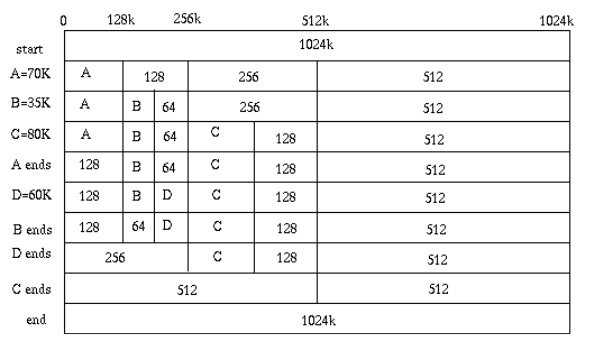 0 128k 256k 512k 1024k
start 1024k
A=70K A 128 256 512
B=35K A B 64 256 512
C=80K A B 64 C 128 512
A ends 128 B 64 C 128 512
D=60K 128 B D C 128 512
B ends 128 64 D C 128 512
D ends 256 C 128 512
C ends 512 512
end 1024k